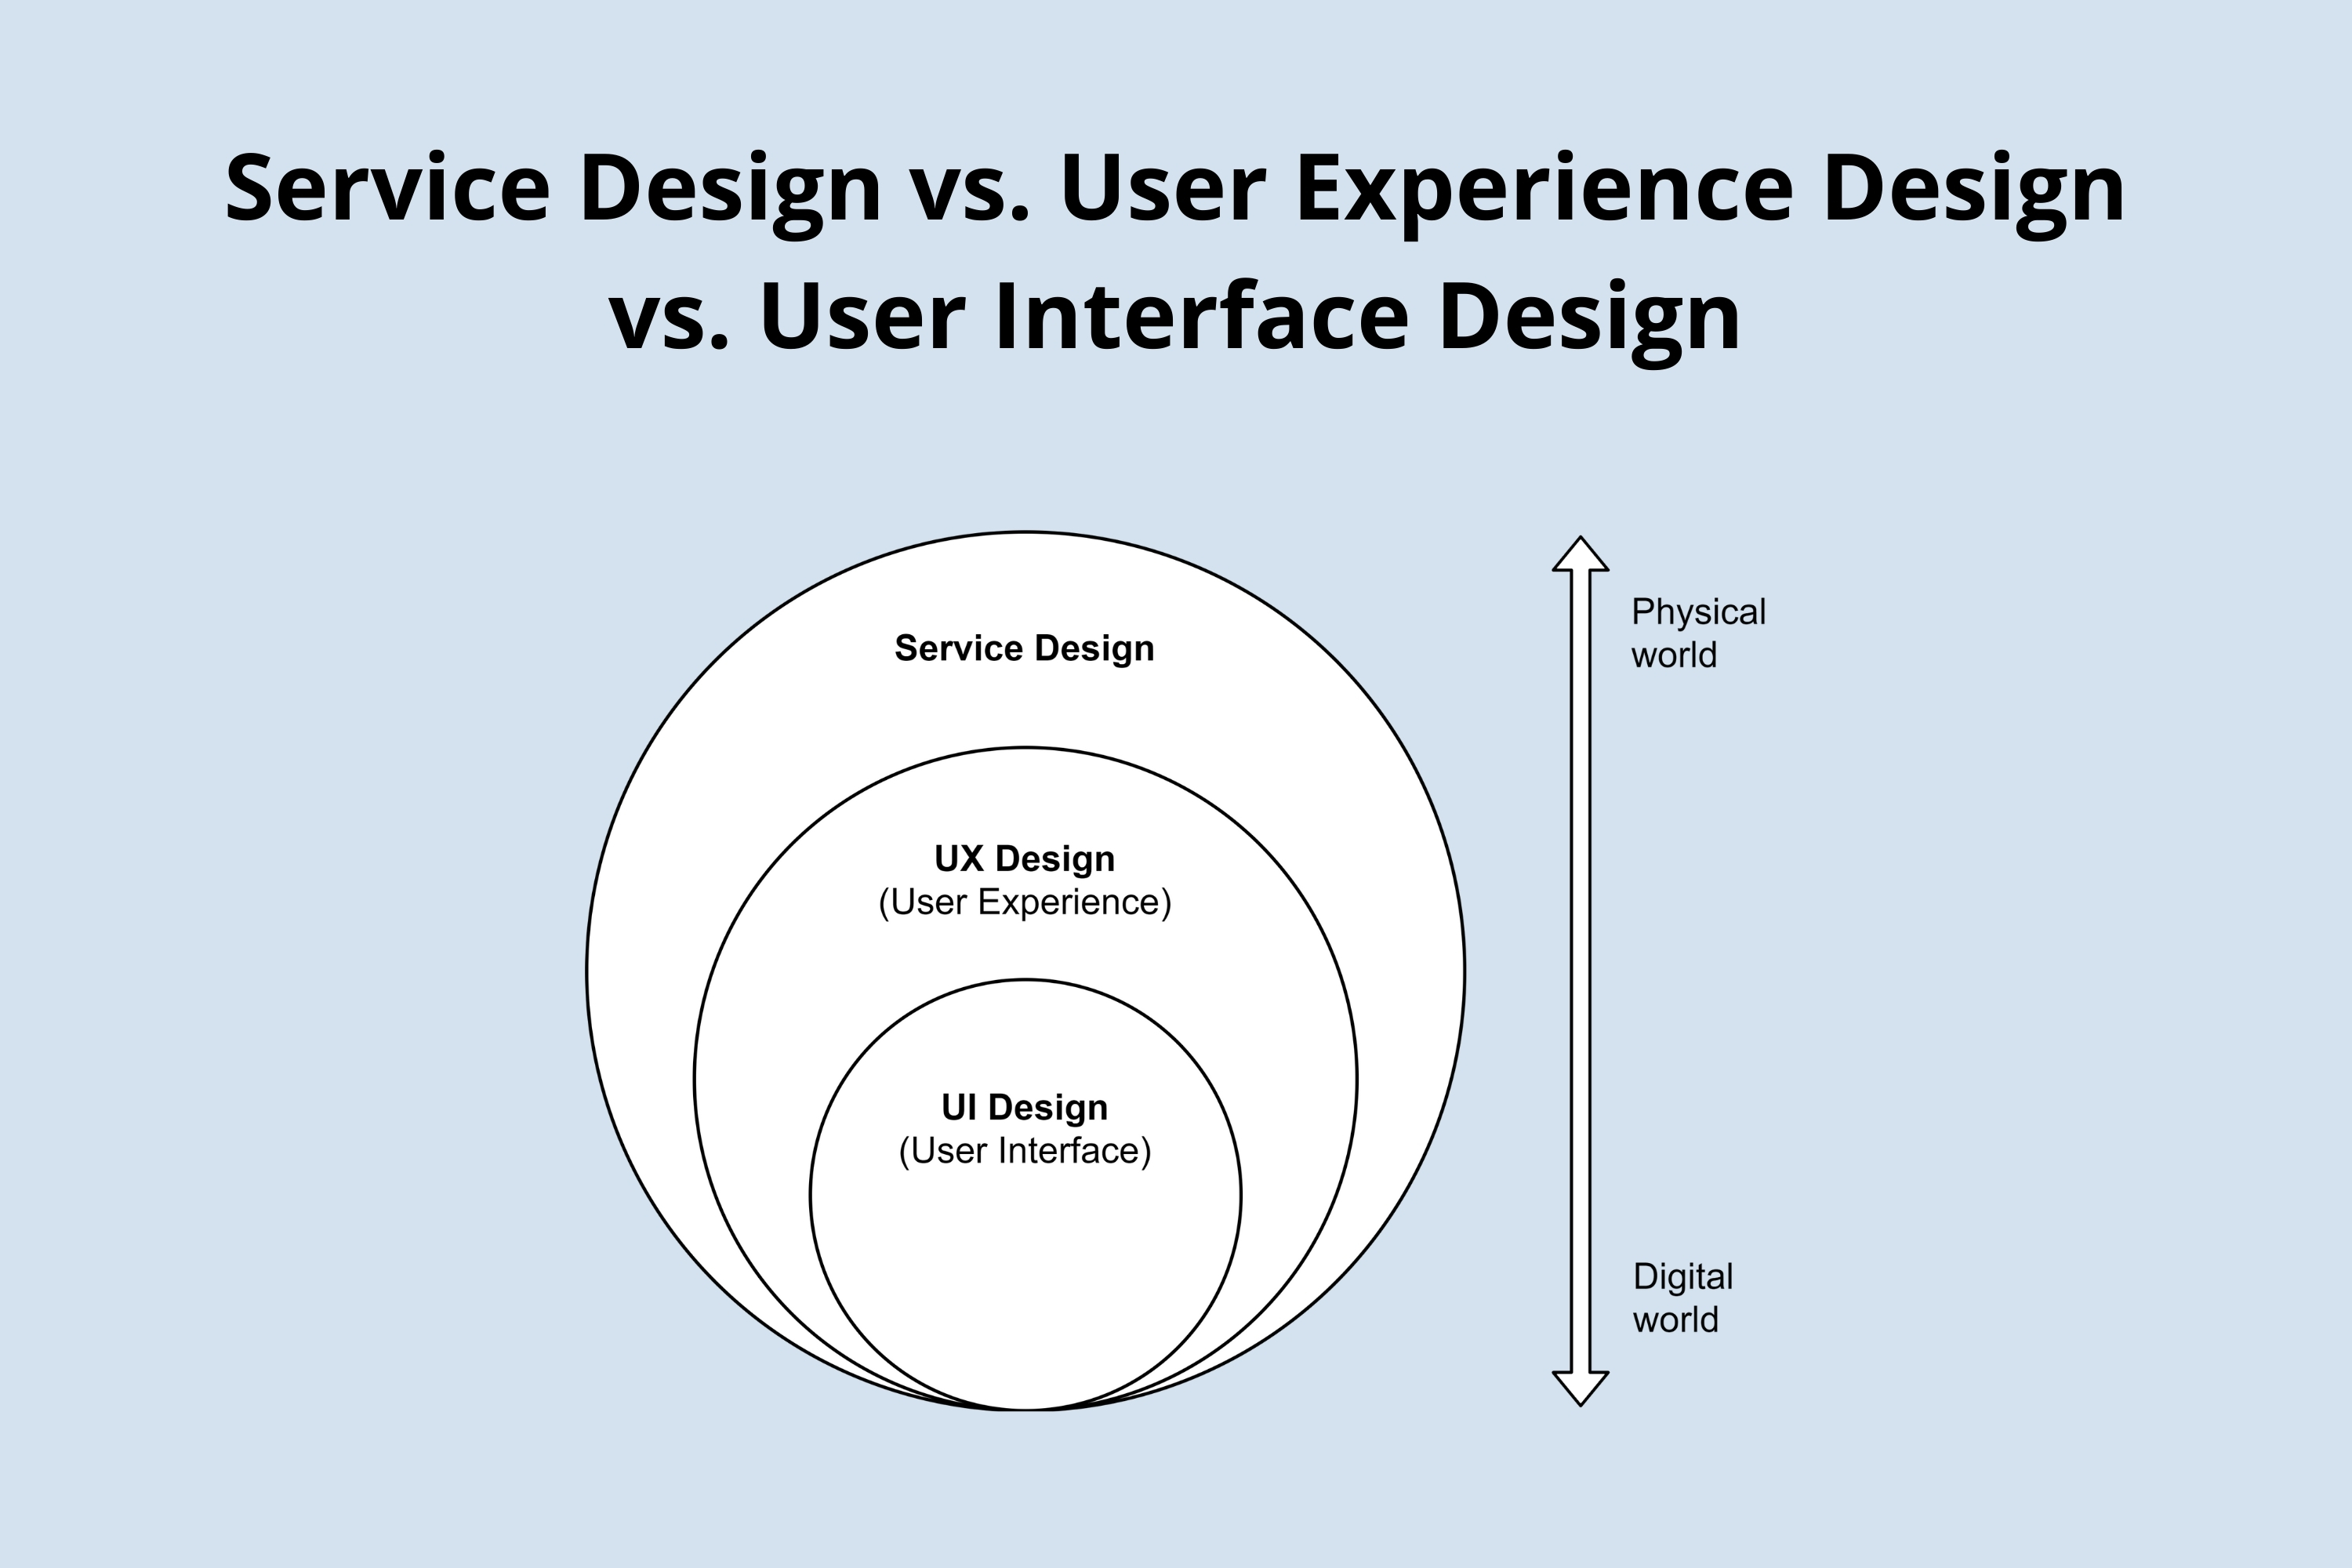 Service Design vs. User Experience Design
vs. User Interface Design
Service Design
UX Design
(User Experience)
UI Design
(User Interface)
Physical
world
Digital
world